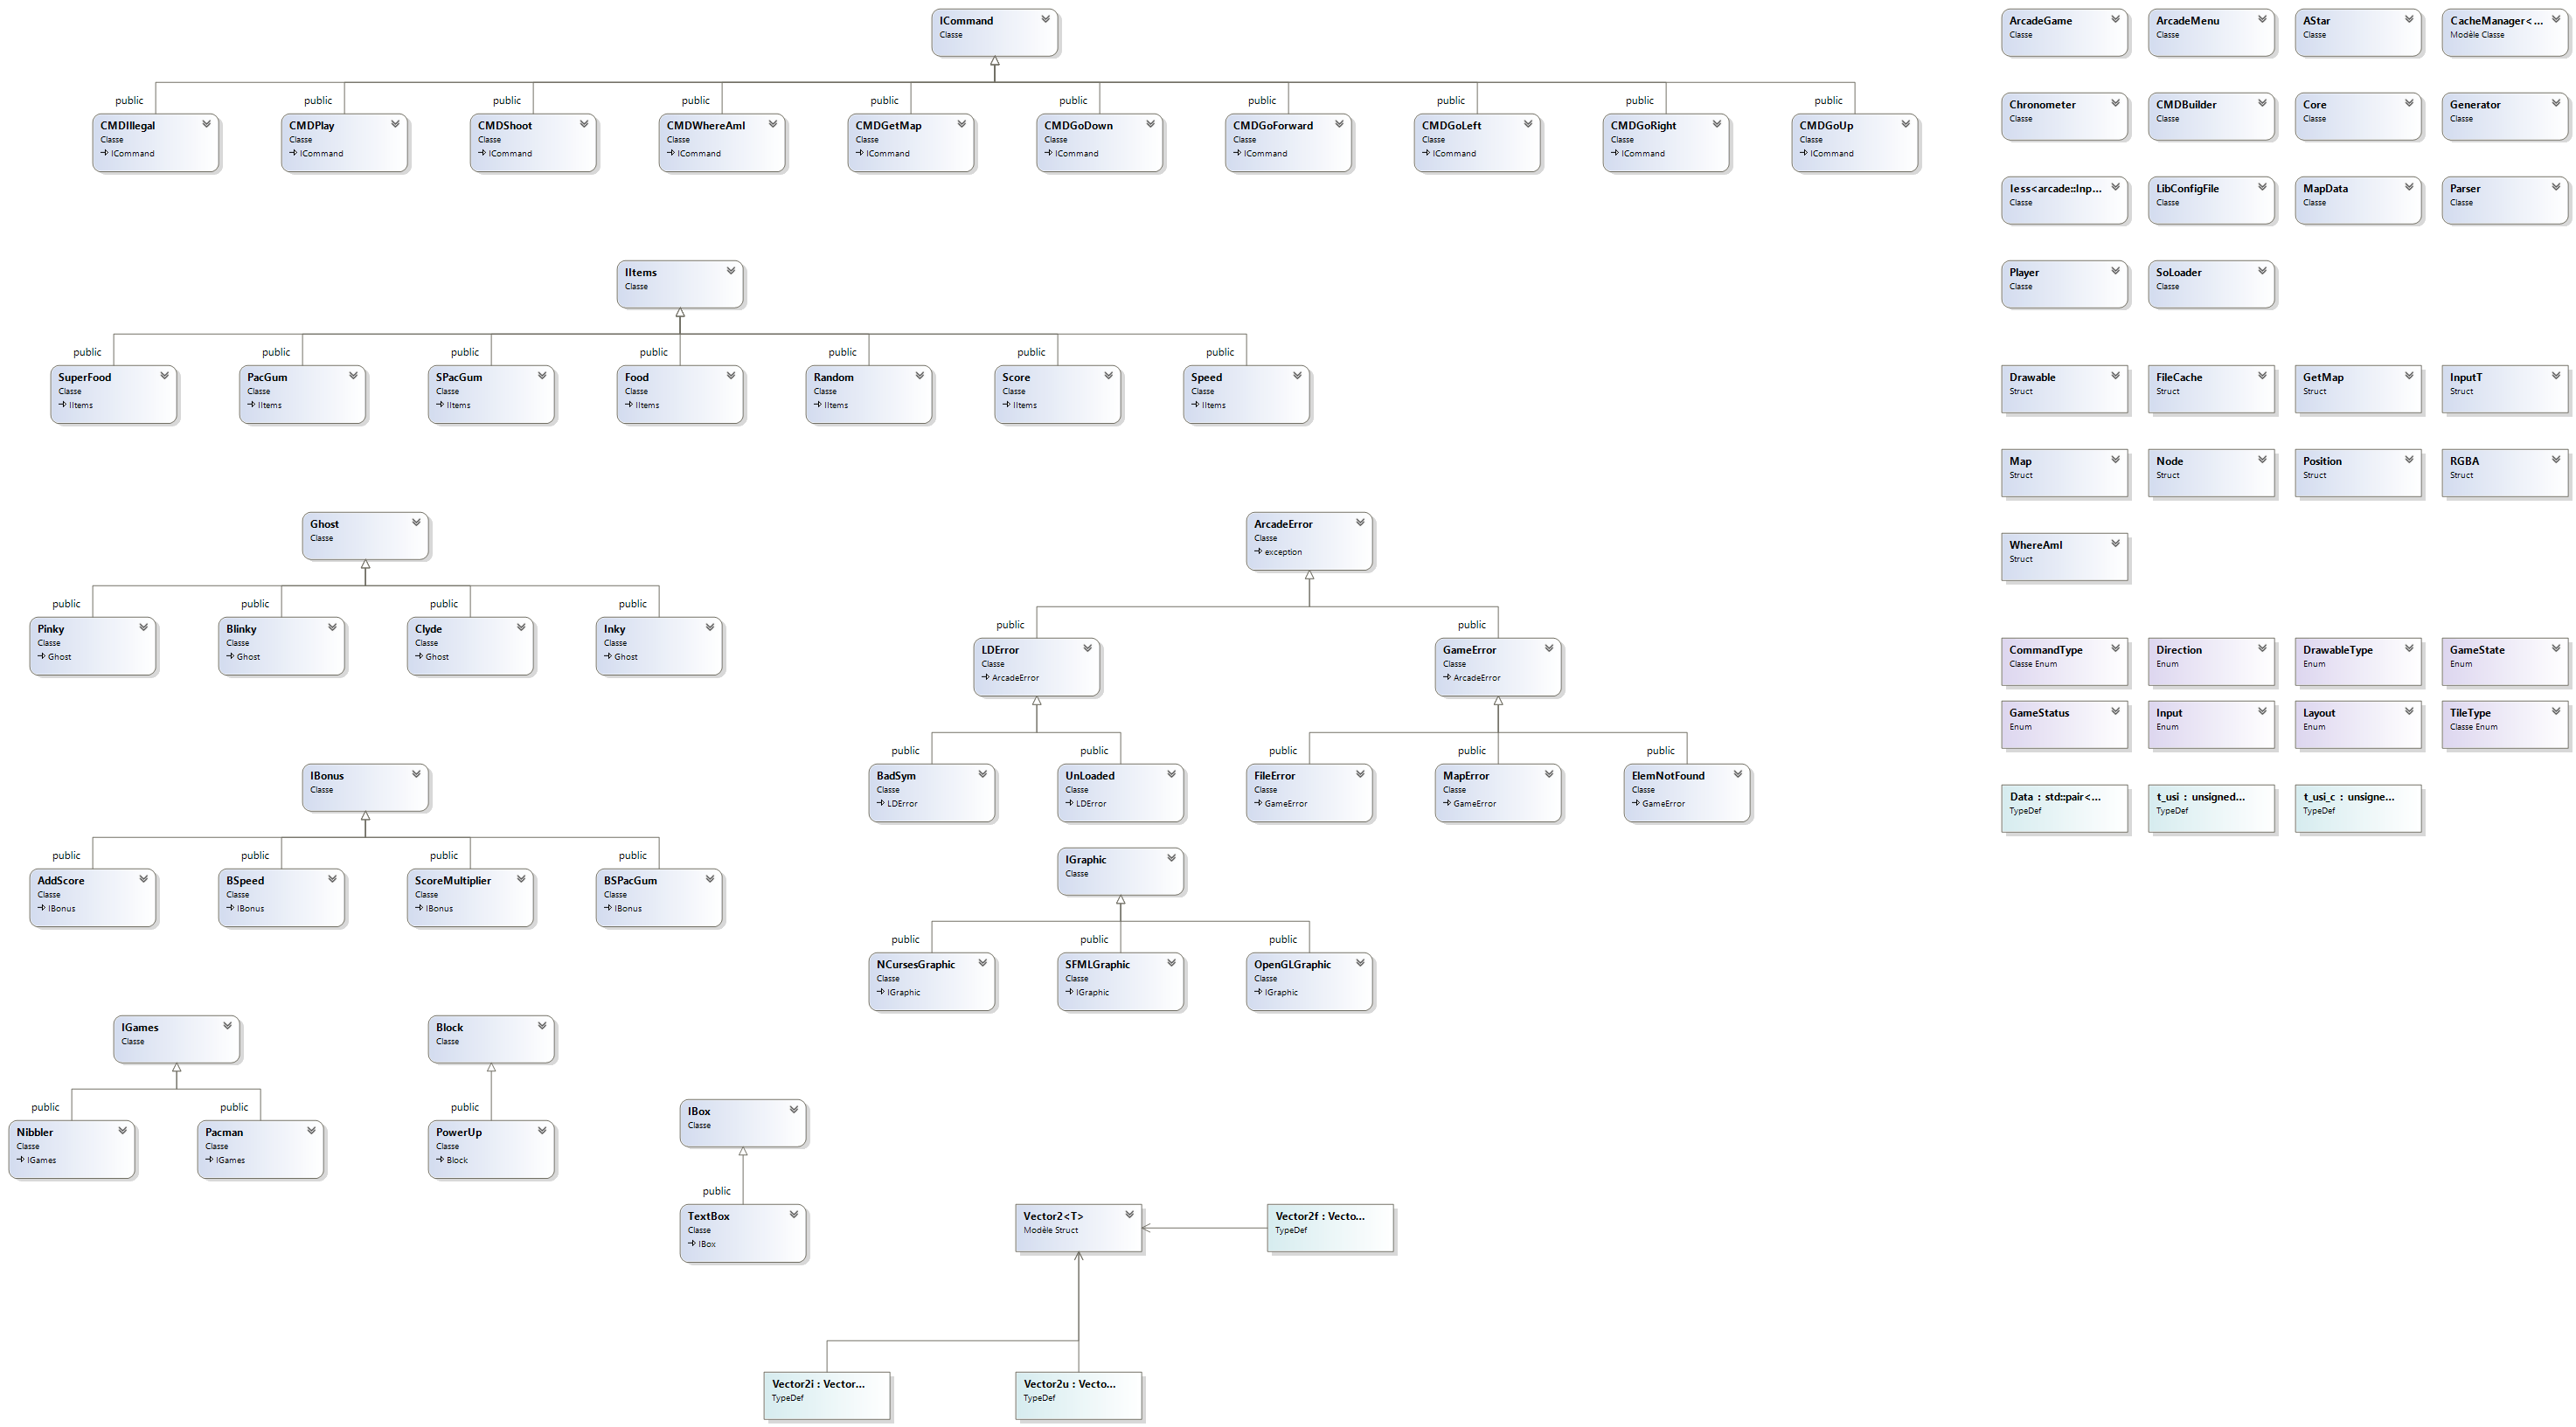 ICommand
Classe
public
CMDIllegal
Classe
ICommand
public
CMDPlay
Classe
ICommand
public
CMDShoot
Classe
ICommand
public
CMDWhereAmI
Classe
ICommand
public
CMDGetMap
Classe
ICommand
public
CMDGoDown
Classe
ICommand
public
CMDGoForward
Classe
ICommand
public
CMDGoLeft
Classe
ICommand
public
CMDGoRight
Classe
ICommand
public
CMDGoUp
Classe
ICommand
IItems
Classe
public
SuperFood
Classe
IItems
public
PacGum
Classe
IItems
public
SPacGum
Classe
IItems
public
Food
Classe
IItems
public
Random
Classe
IItems
public
Score
Classe
IItems
public
Speed
Classe
IItems
Ghost
Classe
public
Pinky
Classe
Ghost
public
Blinky
Classe
Ghost
public
Clyde
Classe
Ghost
public
Inky
Classe
Ghost
ArcadeError
Classe
exception
public
LDError
Classe
ArcadeError
public
GameError
Classe
ArcadeError
public
BadSym
Classe
LDError
public
UnLoaded
Classe
LDError
public
FileError
Classe
GameError
public
MapError
Classe
GameError
public
ElemNotFound
Classe
GameError
IBonus
Classe
public
AddScore
Classe
IBonus
public
BSpeed
Classe
IBonus
public
ScoreMultiplier
Classe
IBonus
public
BSPacGum
Classe
IBonus
IGraphic
Classe
public
NCursesGraphic
Classe
IGraphic
public
SFMLGraphic
Classe
IGraphic
public
OpenGLGraphic
Classe
IGraphic
IGames
Classe
public
Nibbler
Classe
IGames
public
Pacman
Classe
IGames
Block
Classe
public
PowerUp
Classe
Block
IBox
Classe
public
TextBox
Classe
IBox
Vector2<T>
Modèle Struct
Vector2f : Vecto...
TypeDef
Vector2i : Vector...
TypeDef
Vector2u : Vecto...
TypeDef
ArcadeGame
Classe
ArcadeMenu
Classe
AStar
Classe
CacheManager< ...
Modèle Classe
Chronometer
Classe
CMDBuilder
Classe
Core
Classe
Generator
Classe
less<arcade::Inp...
Classe
LibConfigFile
Classe
MapData
Classe
Parser
Classe
Player
Classe
SoLoader
Classe
Drawable
Struct
FileCache
Struct
GetMap
Struct
InputT
Struct
Map
Struct
Node
Struct
Position
Struct
RGBA
Struct
WhereAmI
Struct
CommandType
Classe Enum
Direction
Enum
DrawableType
Enum
GameState
Enum
GameStatus
Enum
Input
Enum
Layout
Enum
TileType
Classe Enum
Data : std::pair<...
TypeDef
t_usi : unsigned...
TypeDef
t_usi_c : unsigne...
TypeDef